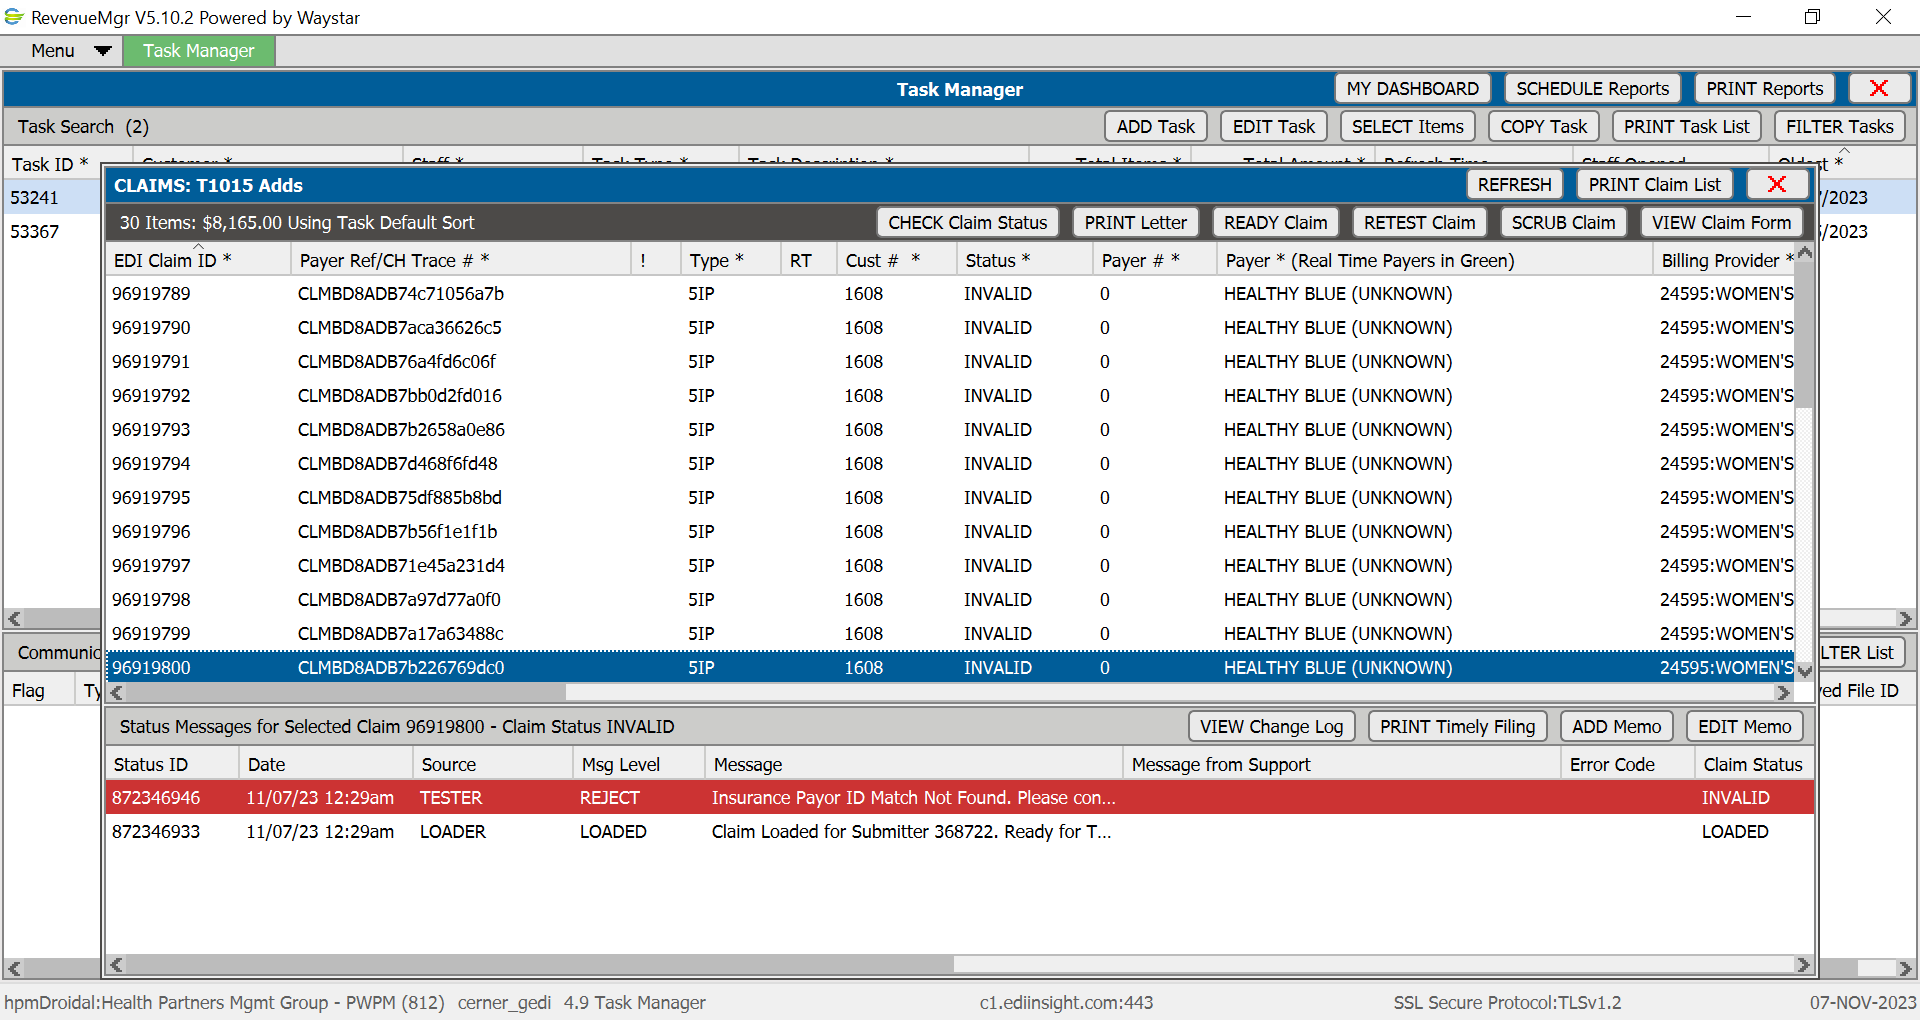 RevenueMgr V5.10.2 Powered by Waystar
Menu Task Manager
Task Manager MY DASHBOARD SCHEDULE Reports PRINT Reports
Task Search (2) ADD Task EDIT Task SELECT Items COPY Task PRINT Task List FILTER Tasks
Task ID * Customer * Staff * Task Type * Task Description * Total Items * Total Amount * Refresh Time Staff Opened Oldest *
CLAIMS: T1015 Adds REFRESH PRINT Claim List
53241 /2023
30 Items: $8,165.00 Using Task Default Sort CHECK Claim Status PRINT Letter READY Claim RETEST Claim SCRUB Claim VIEW Claim Form
53367 /2023
EDI Claim ID * Payer Ref/CH Trace # * ! Type * RT Cust # * Status * Payer # * Payer * (Real Time Payers in Green) Billing Provider *
96919789 CLMBD8ADB74c71056a7b 5IP 1608 INVALID 0 HEALTHY BLUE (UNKNOWN) 24595:WOMEN'S
96919790 CLMBD8ADB7aca36626c5 5IP 1608 INVALID 0 HEALTHY BLUE (UNKNOWN) 24595:WOMEN'S
96919791 CLMBD8ADB76a4fd6c06f 5IP 1608 INVALID 0 HEALTHY BLUE (UNKNOWN) 24595:WOMEN'S
96919792 CLMBD8ADB7bb0d2fd016 5IP 1608 INVALID 0 HEALTHY BLUE (UNKNOWN) 24595:WOMEN'S
96919793 CLMBD8ADB7b2658a0e86 5IP 1608 INVALID 0 HEALTHY BLUE (UNKNOWN) 24595:WOMEN'S
96919794 CLMBD8ADB7d468f6fd48 5IP 1608 INVALID 0 HEALTHY BLUE (UNKNOWN) 24595:WOMEN'S
96919795 CLMBD8ADB75df885b8bd 5IP 1608 INVALID 0 HEALTHY BLUE (UNKNOWN) 24595:WOMEN'S
96919796 CLMBD8ADB7b56f1e1f1b 5IP 1608 INVALID 0 HEALTHY BLUE (UNKNOWN) 24595:WOMEN'S
96919797 CLMBD8ADB71e45a231d4 5IP 1608 INVALID 0 HEALTHY BLUE (UNKNOWN) 24595:WOMEN'S
96919798 CLMBD8ADB7a97d77a0f0 5IP 1608 INVALID 0 HEALTHY BLUE (UNKNOWN) 24595:WOMEN'S
96919799 CLMBD8ADB7a17a63488c 5IP 1608 INVALID 0 HEALTHY BLUE (UNKNOWN) 24595:WOMEN'S
Communic LTER List
96919800 CLMBD8ADB7b226769dc0 5IP 1608 INVALID 0 HEALTHY BLUE (UNKNOWN) 24595:WOMEN'S
Flag Ty ved File ID
Status Messages for Selected Claim 96919800 - Claim Status INVALID VIEW Change Log PRINT Timely Filing ADD Memo EDIT Memo
Status ID Date Source Msg Level Message Message from Support Error Code Claim Status
872346946 11/07/23 12:29am TESTER REJECT Insurance Payor ID Match Not Found. Please con... INVALID
872346933 11/07/23 12:29am LOADER LOADED Claim Loaded for Submitter 368722. Ready for T... LOADED
hpmDroidal:Health Partners Mgmt Group - PWPM (812) cerner_gedi 4.9 Task Manager c1.ediinsight.com:443 SSL Secure Protocol:TLSv1.2 07-NOV-2023